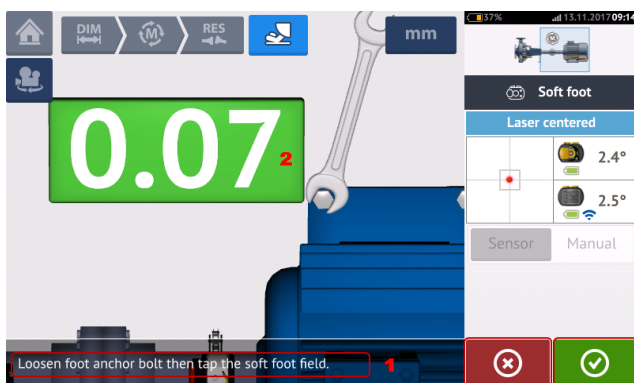 37% 13.11.2017 09:14
DIM M RES mm
M
Soft foot
Laser centered
0.07 2
2.4°
2.5°
Sensor Manual
Loosen foot anchor bolt then tap the soft foot field. 1